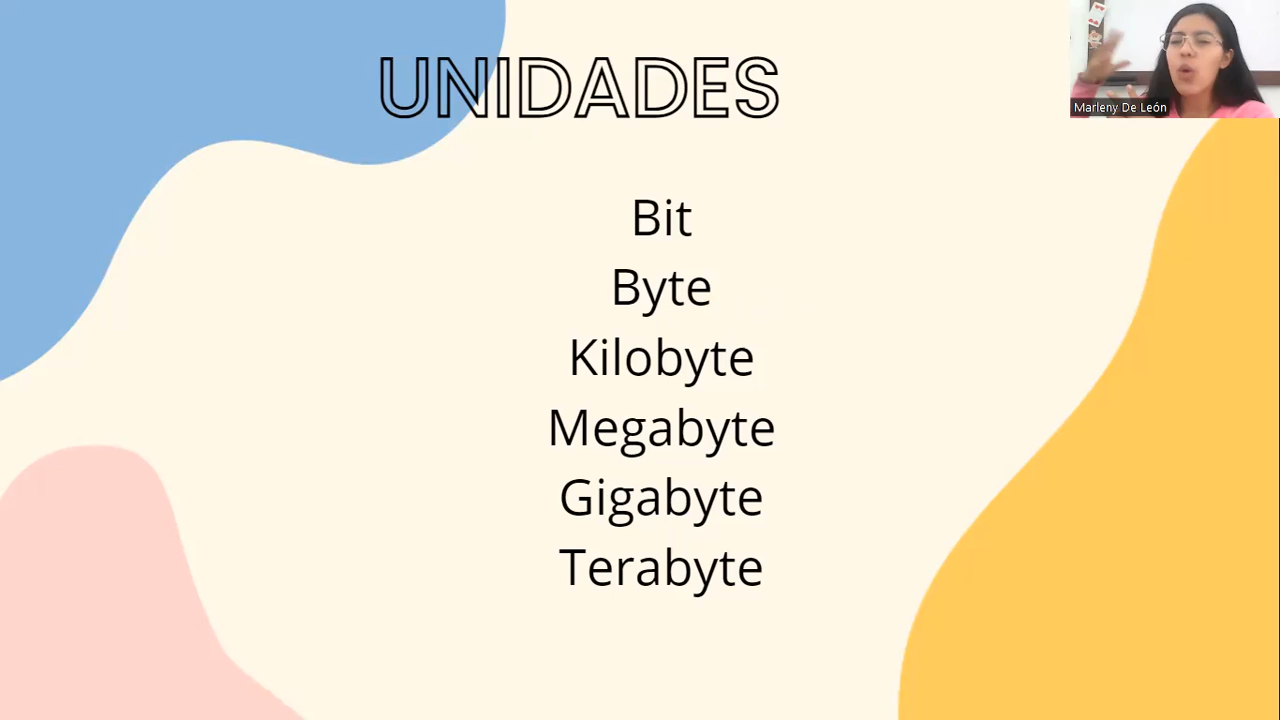 UNIDADES
Marleny De León
Bit
Byte
Kilobyte
Megabyte
Gigabyte
Terabyte